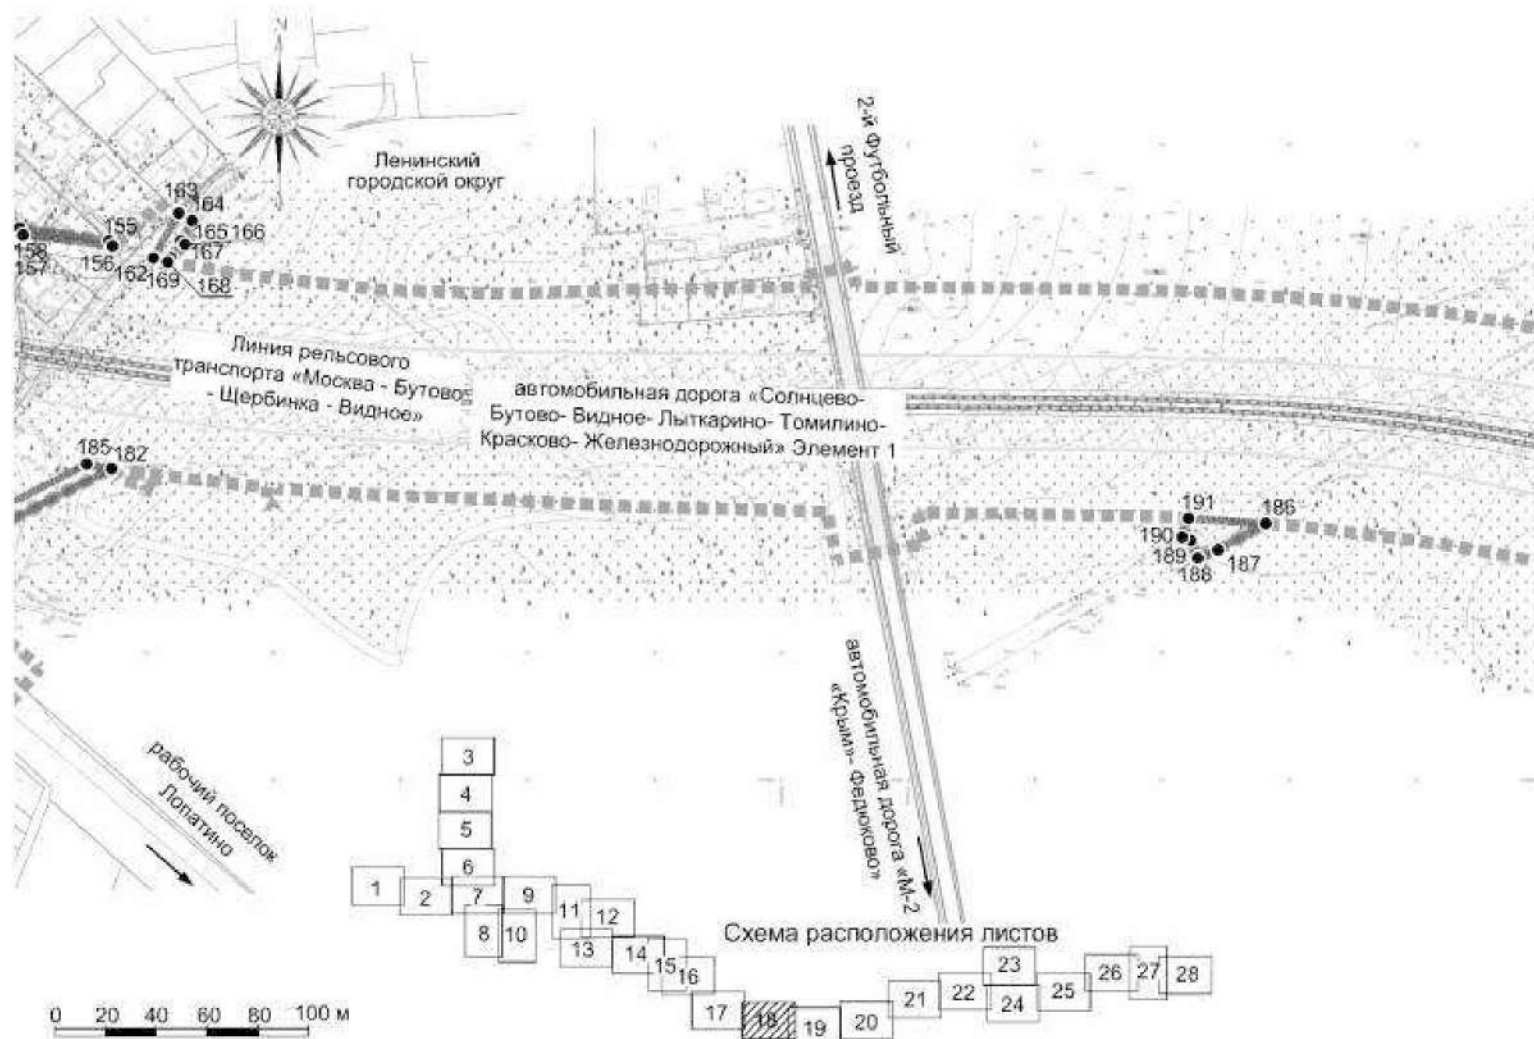 N
2-й Футбольный
проезд
Ленинский
городской округ
163
164
155
165 166
158
167
157
156
162
169
168
Линия рельсового
транспорта «Москва - Бутово
- Щербинка - Видное»
автомобильная дорога «Солнцево-
Бутово- Видное- Лыткарино- Томилино-
Красково- Железнодорожный» Элемент 1
185
182
191
186
190
189
187
188
автомобильная дорога «М-2
«Крым»- Федюково»
рабочий поселок
Лопатино
3
4
5
6
1
2
7
9
11
12
8
10
13
14
15
16
Схема расположения листов
17
18
19
20
21
22
23
24
25
26
27
28
0 20 40 60 80 100 м